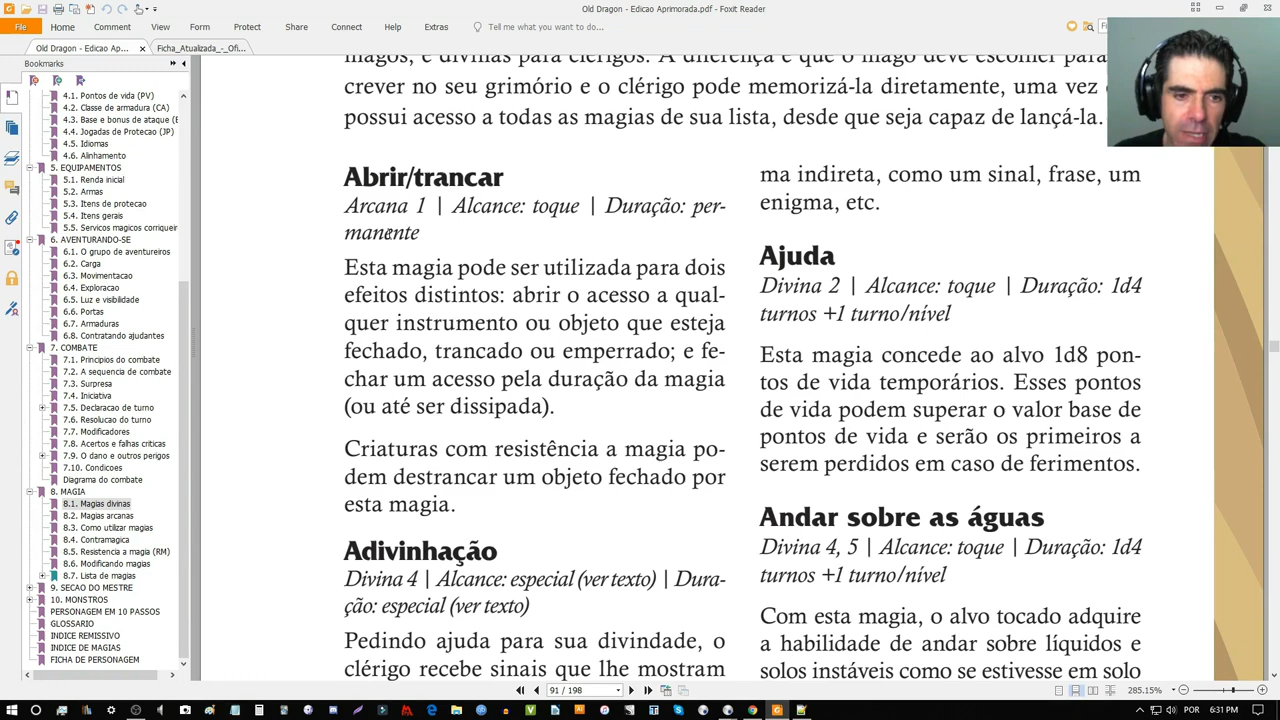 Old Dragon - Edicao Aprimorada.pdf - Foxit Reader
File Home Comment View Form Protect Share Connect Help Extras Tell me what you want to do...
Old Dragon - Edicao Ap... Ficha_Atualizada_-_Ofi...
Bookmarks
4.1. Pontos de vida (PV)
4.2. Classe de armadura (CA)
4.3. Base e bonus de ataque (E
4.4. Jogadas de Protecao (JP)
4.5. Idiomas
4.6. Alinhamento
5. EQUIPAMENTOS
5.1. Renda inicial
5.2. Armas
5.3. Itens de protecao
5.4. Itens gerais
5.5. Servicos magicos corriquei
6. AVENTURANDO-SE
6.1. O grupo de aventureiros
6.2. Carga
6.3. Movimentacao
6.4. Exploracao
6.5. Luz e visibilidade
6.6. Portas
6.7. Armaduras
6.8. Contratando ajudantes
7. COMBATE
7.1. Principios do combate
7.2. A sequencia de combate
7.3. Surpresa
7.4. Iniciativa
7.5. Declaracao de turno
7.6. Resolucao do turno
7.7. Modificadores
7.8. Acertos e falhas criticas
7.9. O dano e outros perigos
7.10. Condicoes
Diagrama do combate
8. MAGIA
8.1. Magias divinas
8.2. Magias arcanas
8.3. Como utilizar magias
8.4. Contramagica
8.5. Resistencia a magia (RM)
8.6. Modificando magias
8.7. Lista de magias
9. SECAO DO MESTRE
10. MONSTROS
PERSONAGEM EM 10 PASSOS
GLOSSARIO
INDICE REMISSIVO
INDICE DE MAGIAS
FICHA DE PERSONAGEM
magos, e divinas para clérigos. A diferença é que o mago deve escolher para
crever no seu grimório e o clérigo pode memorizá-la diretamente, uma vez
possui acesso a todas as magias de sua lista, desde que seja capaz de lançá-la.
Abrir/trancar
Arcana 1 | Alcance: toque | Duração: per-
manente
Esta magia pode ser utilizada para dois
efeitos distintos: abrir o acesso a qual-
quer instrumento ou objeto que esteja
fechado, trancado ou emperrado; e fe-
char um acesso pela duração da magia
(ou até ser dissipada).
Criaturas com resistência a magia po-
dem destrancar um objeto fechado por
esta magia.
Adivinhação
Divina 4 | Alcance: especial (ver texto) | Dura-
ção: especial (ver texto)
Pedindo ajuda para sua divindade, o
clérigo recebe sinais que lhe mostram
ma indireta, como um sinal, frase, um
enigma, etc.
Ajuda
Divina 2 | Alcance: toque | Duração: 1d4
turnos +1 turno/nível
Esta magia concede ao alvo 1d8 pon-
tos de vida temporários. Esses pontos
de vida podem superar o valor base de
pontos de vida e serão os primeiros a
serem perdidos em caso de ferimentos.
Andar sobre as águas
Divina 4, 5 | Alcance: toque | Duração: 1d4
turnos +1 turno/nível
Com esta magia, o alvo tocado adquire
a habilidade de andar sobre líquidos e
solos instáveis como se estivesse em solo
91 / 198
285.15%
POR 6:31 PM